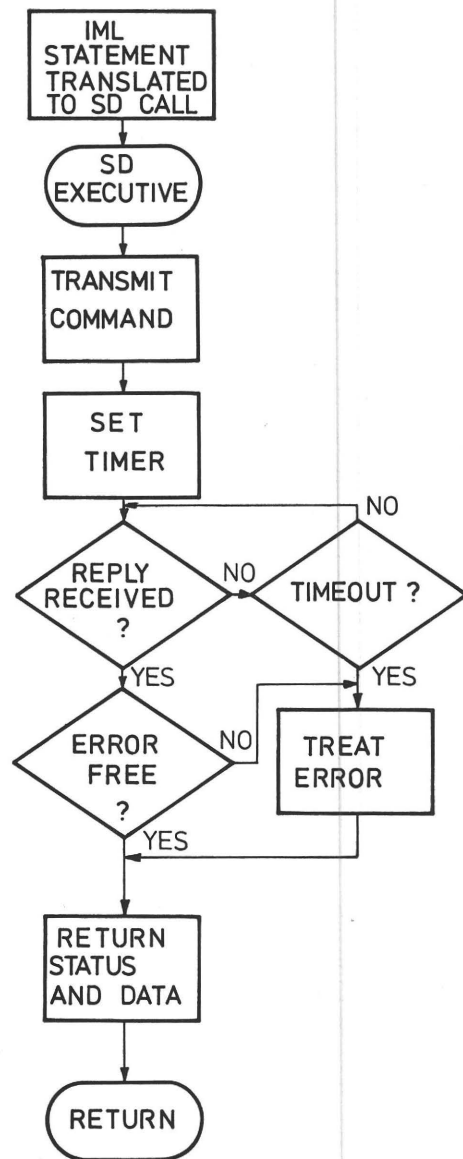 IML
STATEMENT
TRANSLATED
TO SD CALL
SD
EXECUTIVE
TRANSMIT
COMMAND
SET
TIMER
NO
REPLY
RECEIVED
?
NO
TIMEOUT ?
YES
YES
ERROR
FREE
?
NO
TREAT
ERROR
YES
RETURN
STATUS
AND DATA
RETURN